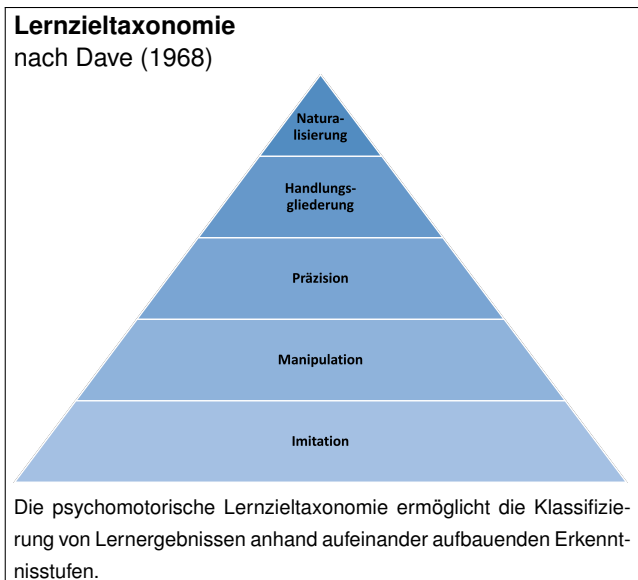 Lernzieltaxonomie
nach Dave (1968)
Natura-
lisierung
Handlungs-
gliederung
Präzision
Manipulation
Imitation
Die psychomotorische Lernzieltaxonomie ermöglicht die Klassifizie-
rung von Lernergebnissen anhand aufeinander aufbauenden Erkennt-
nisstufen.